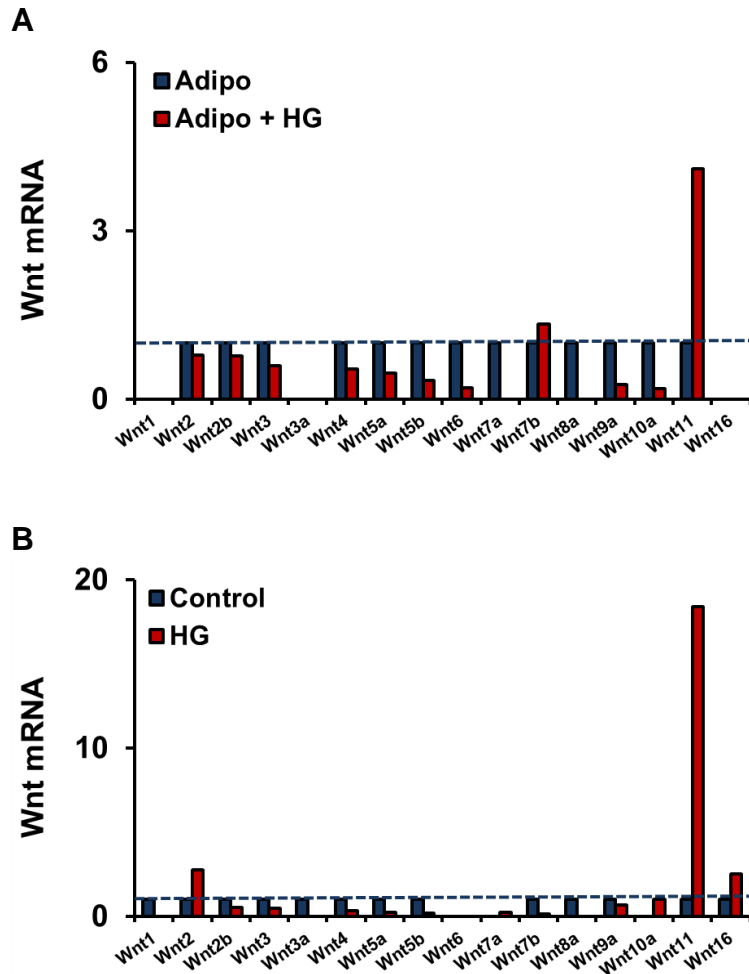 A
6
3
0
Wnt mRNA
Adipo
Adipo + HG
Wnt1
Wnt2
Wnt2b
Wnt3
Wnt3a
Wnt4
Wnt5a
Wnt5b
Wnt6
Wnt7a
Wnt7b
Wnt8a
Wnt9a
Wnt10a
Wnt11
Wnt16
B
20
10
0
Wnt mRNA
Control
HG
Wnt1
Wnt2
Wnt2b
Wnt3
Wnt3a
Wnt4
Wnt5a
Wnt5b
Wnt6
Wnt7a
Wnt7b
Wnt8a
Wnt9a
Wnt10a
Wnt11
Wnt16